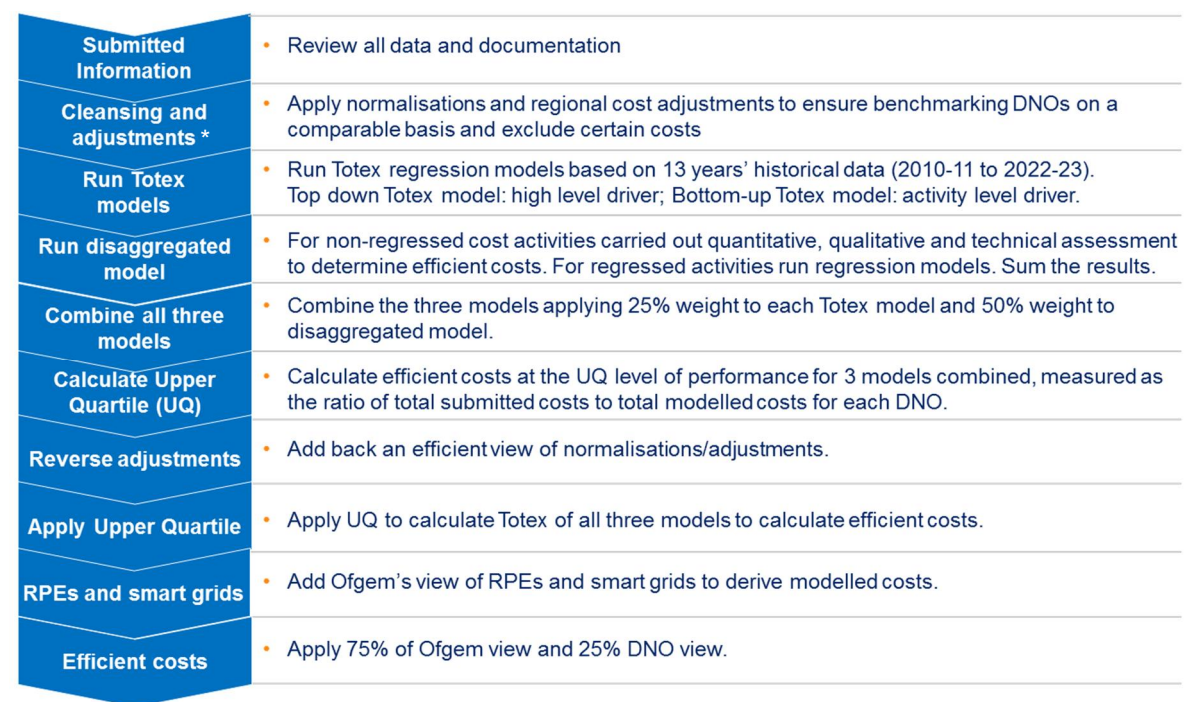 Submitted
Information
• Review all data and documentation
Cleansing and
adjustments *
• Apply normalisations and regional cost adjustments to ensure benchmarking DNOs on a
comparable basis and exclude certain costs
Run Totex
models
• Run Totex regression models based on 13 years' historical data (2010-11 to 2022-23).
Top down Totex model: high level driver; Bottom-up Totex model: activity level driver.
Run disaggregated
model
• For non-regressed cost activities carried out quantitative, qualitative and technical assessment
to determine efficient costs. For regressed activities run regression models. Sum the results.
Combine all three
models
• Combine the three models applying 25% weight to each Totex model and 50% weight to
disaggregated model.
Calculate Upper
Quartile (UQ)
• Calculate efficient costs at the UQ level of performance for 3 models combined, measured as
the ratio of total submitted costs to total modelled costs for each DNO.
Reverse adjustments
• Add back an efficient view of normalisations/adjustments.
Apply Upper Quartile
• Apply UQ to calculate Totex of all three models to calculate efficient costs.
RPEs and smart grids
• Add Ofgem's view of RPEs and smart grids to derive modelled costs.
Efficient costs
• Apply 75% of Ofgem view and 25% DNO view.